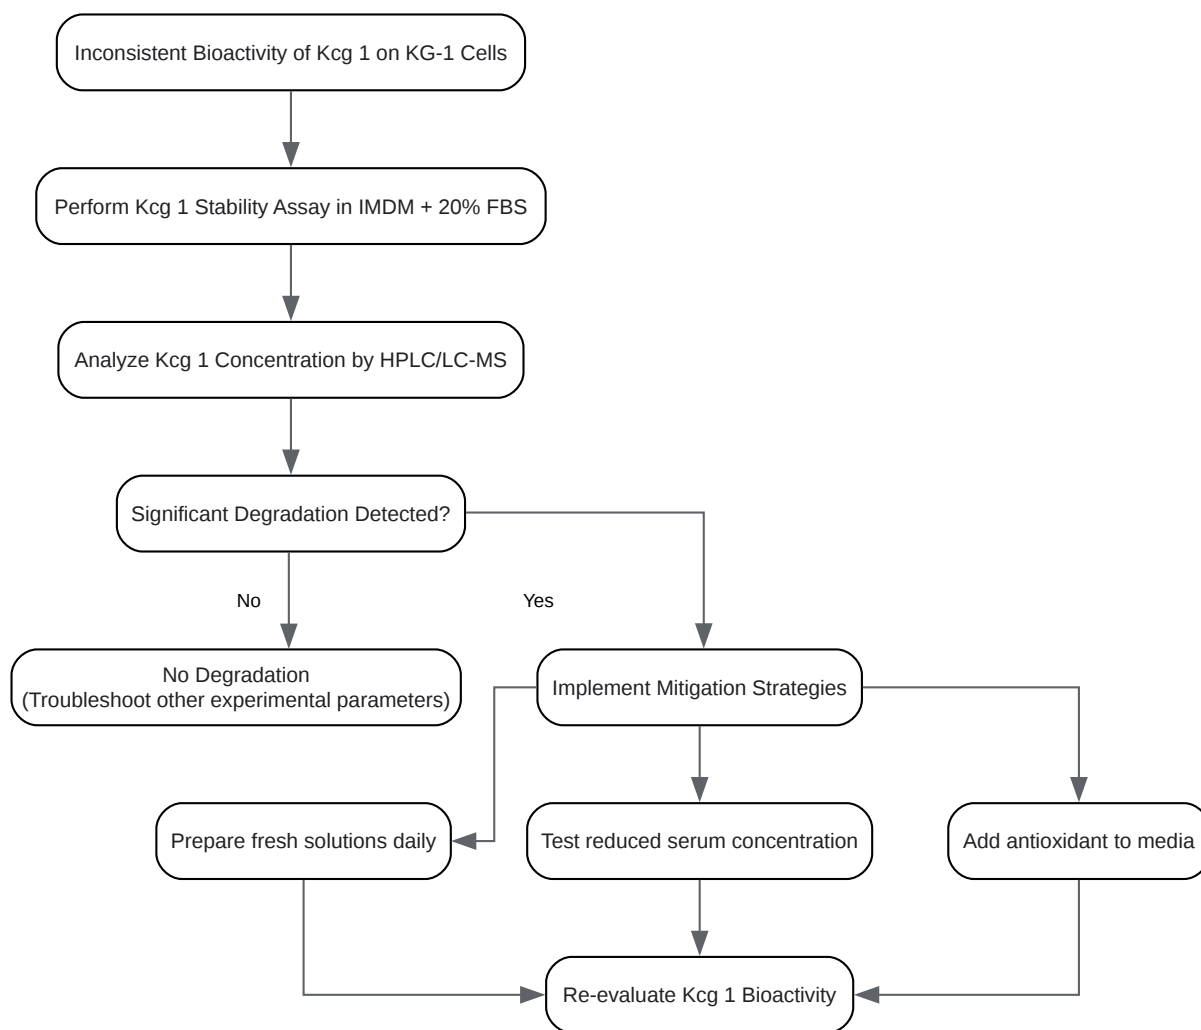 Inconsistent Bioactivity of Kcg 1 on KG-1 Cells
Perform Kcg 1 Stability Assay in IMDM + 20% FBS
Analyze Kcg 1 Concentration by HPLC/LC-MS
Significant Degradation Detected?
No
Yes
No Degradation
(Troubleshoot other experimental parameters)
Implement Mitigation Strategies
Prepare fresh solutions daily
Test reduced serum concentration
Add antioxidant to media
Re-evaluate Kcg 1 Bioactivity